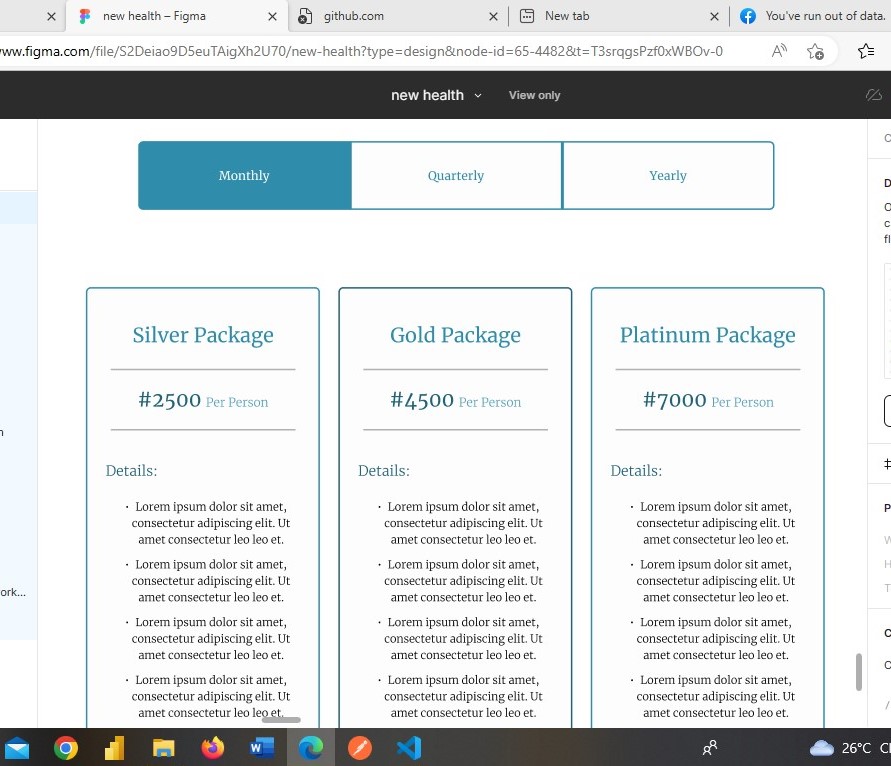 new health – Figma
github.com
New tab
You've run out of data.
www.figma.com/file/S2Deiao9D5euTAigXh2U70/new-health?type=design&node-id=65-4482&t=T3srqgsPzf0xWBOv-0
new health
View only
Monthly
Quarterly
Yearly
Silver Package
#2500 Per Person
Details:
• Lorem ipsum dolor sit amet,
consectetur adipiscing elit. Ut
amet consectetur leo leo et.
• Lorem ipsum dolor sit amet,
consectetur adipiscing elit. Ut
amet consectetur leo leo et.
• Lorem ipsum dolor sit amet,
consectetur adipiscing elit. Ut
amet consectetur leo leo et.
• Lorem ipsum dolor sit amet,
consectetur adipiscing elit. Ut
amet consectetur leo leo et.
Gold Package
#4500 Per Person
Details:
• Lorem ipsum dolor sit amet,
consectetur adipiscing elit. Ut
amet consectetur leo leo et.
• Lorem ipsum dolor sit amet,
consectetur adipiscing elit. Ut
amet consectetur leo leo et.
• Lorem ipsum dolor sit amet,
consectetur adipiscing elit. Ut
amet consectetur leo leo et.
• Lorem ipsum dolor sit amet,
consectetur adipiscing elit. Ut
amet consectetur leo leo et.
Platinum Package
#7000 Per Person
Details:
• Lorem ipsum dolor sit amet,
consectetur adipiscing elit. Ut
amet consectetur leo leo et.
• Lorem ipsum dolor sit amet,
consectetur adipiscing elit. Ut
amet consectetur leo leo et.
• Lorem ipsum dolor sit amet,
consectetur adipiscing elit. Ut
amet consectetur leo leo et.
• Lorem ipsum dolor sit amet,
consectetur adipiscing elit. Ut
amet consectetur leo leo et.
ork...
26°C